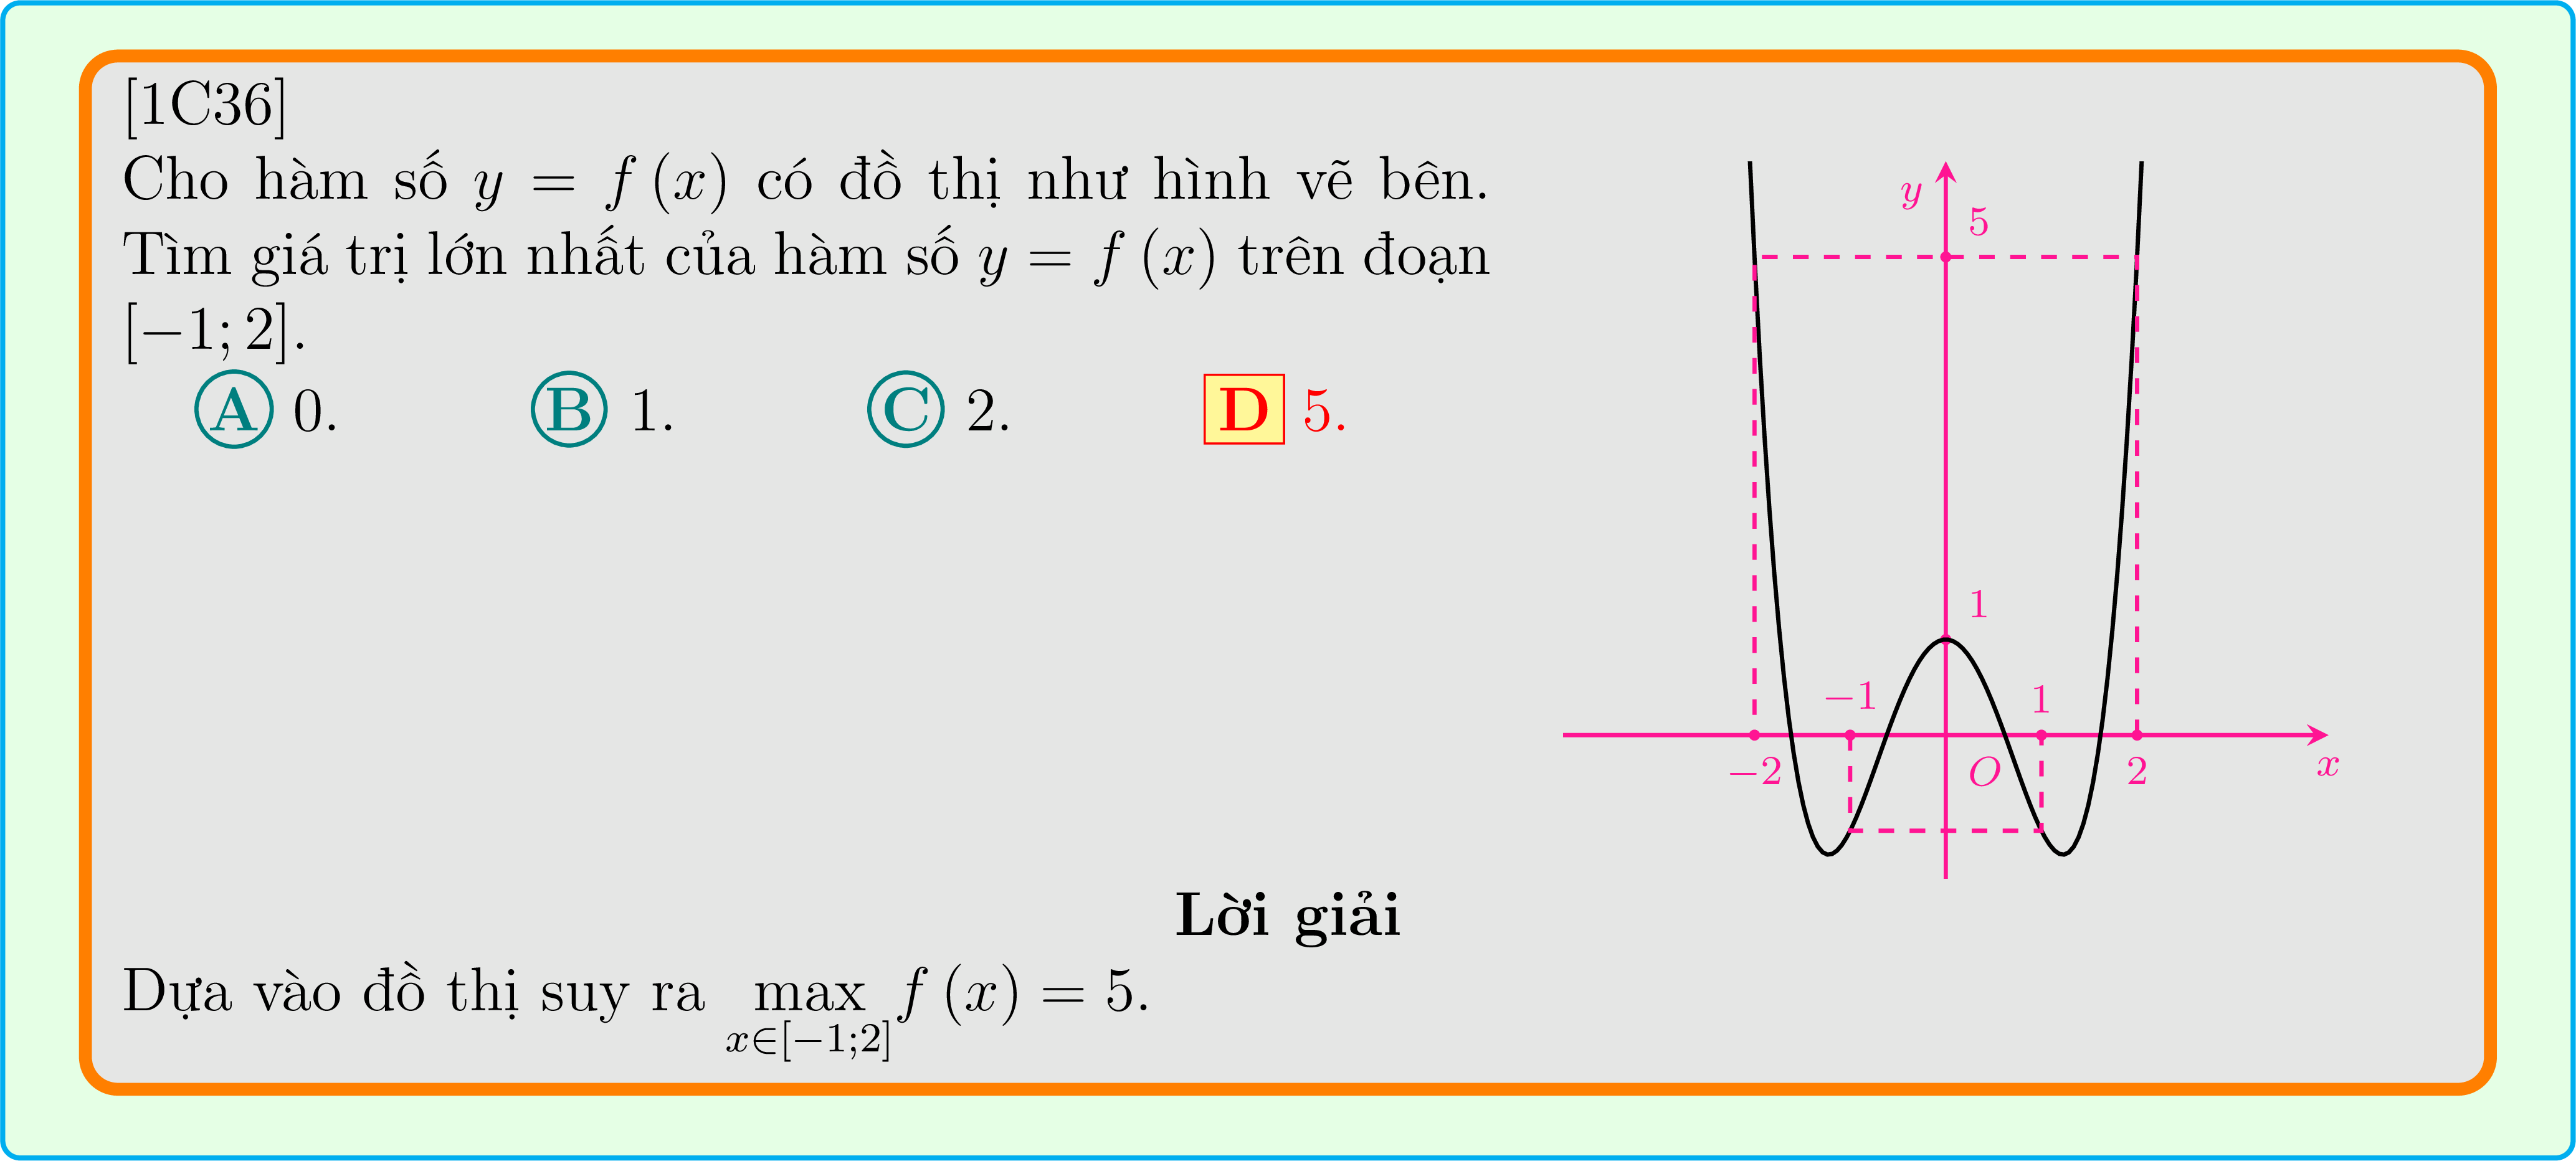 [1C36]
Cho hàm số y = f (x) có đồ thị như hình vẽ bên.
Tìm giá trị lớn nhất của hàm số y = f (x) trên đoạn
[−1; 2].
A 0. B 1. C 2. D 5.
y
5
1
−1 1
−2 O 2 x
Lời giải
Dựa vào đồ thị suy ra max f (x) = 5.
x∈[−1;2]